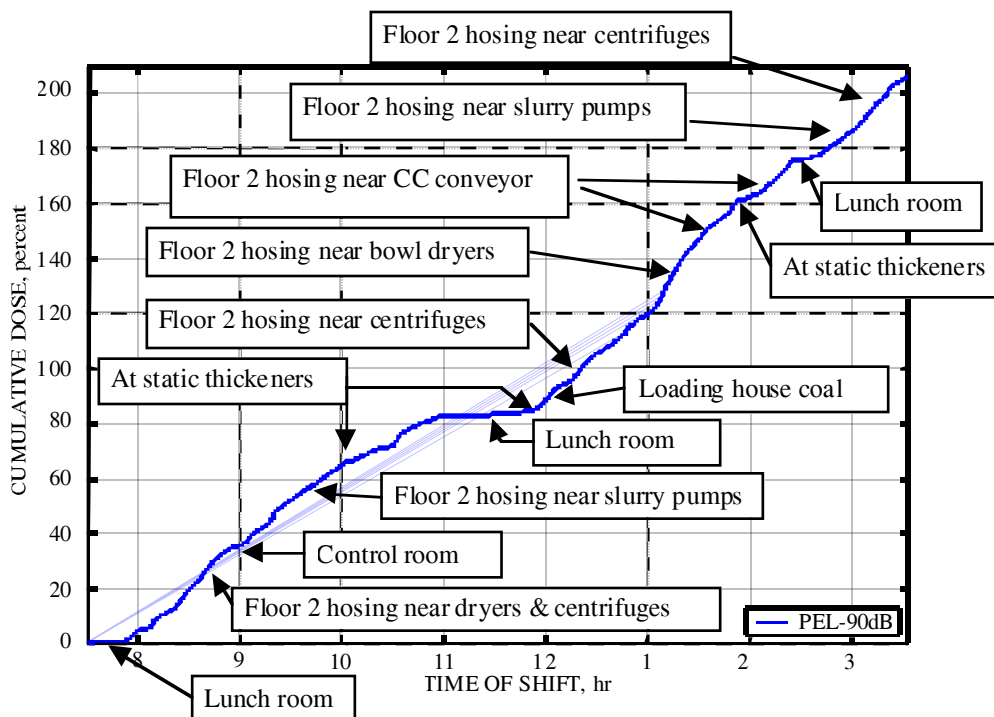 Floor 2 hosing near centrifuges
200
Floor 2 hosing near slurry pumps
180
Floor 2 hosing near CC conveyor
Lunch room
160
Floor 2 hosing near bowl dryers
At static thickeners
140
120
Floor 2 hosing near centrifuges
100
At static thickeners
Loading house coal
80
Lunch room
60
Floor 2 hosing near slurry pumps
40
Control room
20
Floor 2 hosing near dryers & centrifuges
PEL-90dB
0
CUMULATIVE DOSE, percent
8 9 10 11 12 1 2 3
TIME OF SHIFT, hr
Lunch room